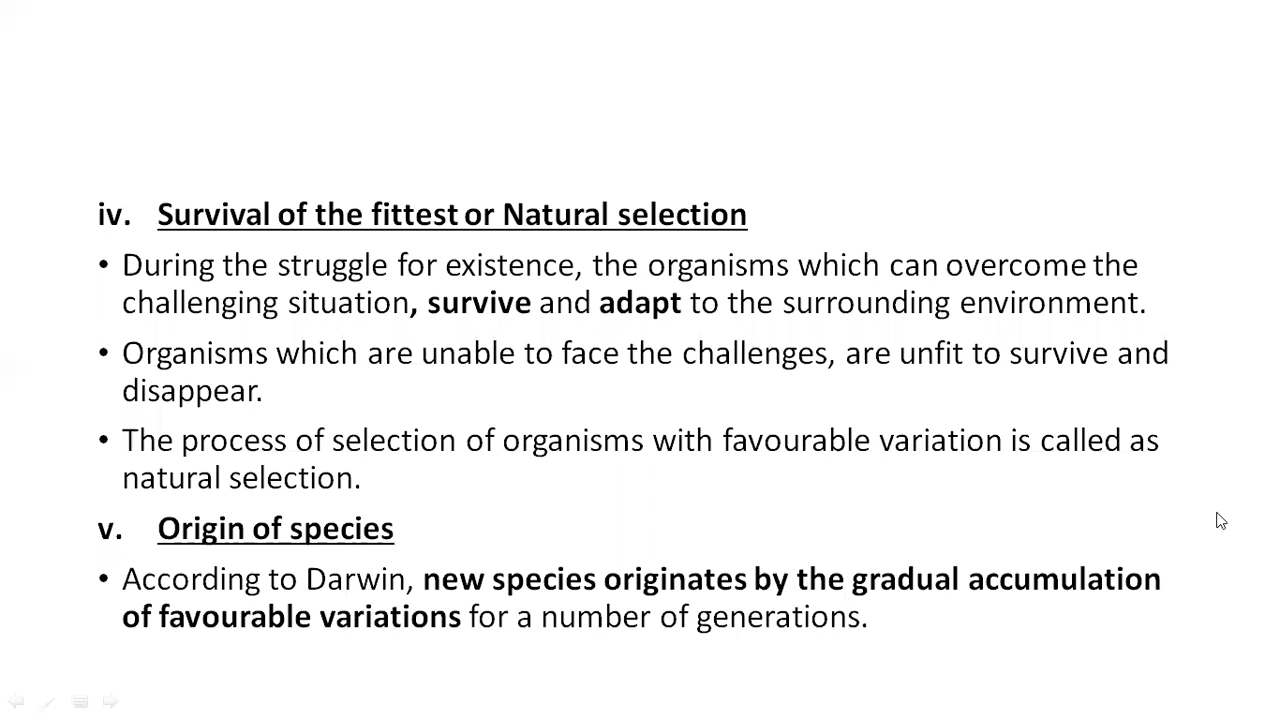 iv. Survival of the fittest or Natural selection
• During the struggle for existence, the organisms which can overcome the
challenging situation, survive and adapt to the surrounding environment.
• Organisms which are unable to face the challenges, are unfit to survive and
disappear.
• The process of selection of organisms with favourable variation is called as
natural selection.
v. Origin of species
• According to Darwin, new species originates by the gradual accumulation
of favourable variations for a number of generations.